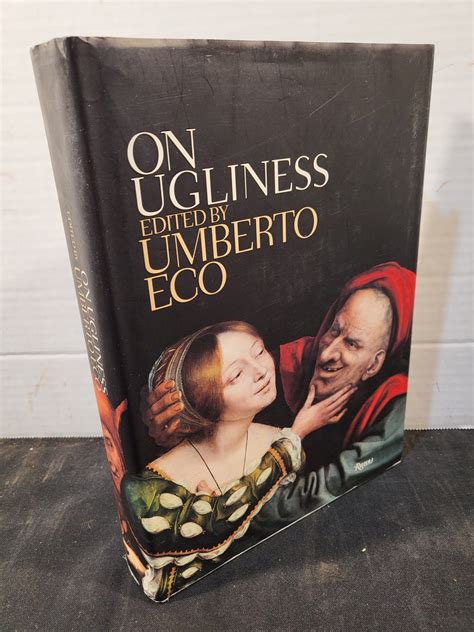 ON
UGLINESS
EDITED BY
UMBERTO
ECO
Rizzoli
ON UGLINESS